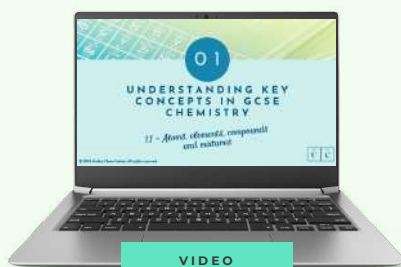 01
UNDERSTANDING KEY
CONCEPTS IN GCSE
CHEMISTRY
1.1 - Atoms, elements, compounds
and mixtures
VIDEO